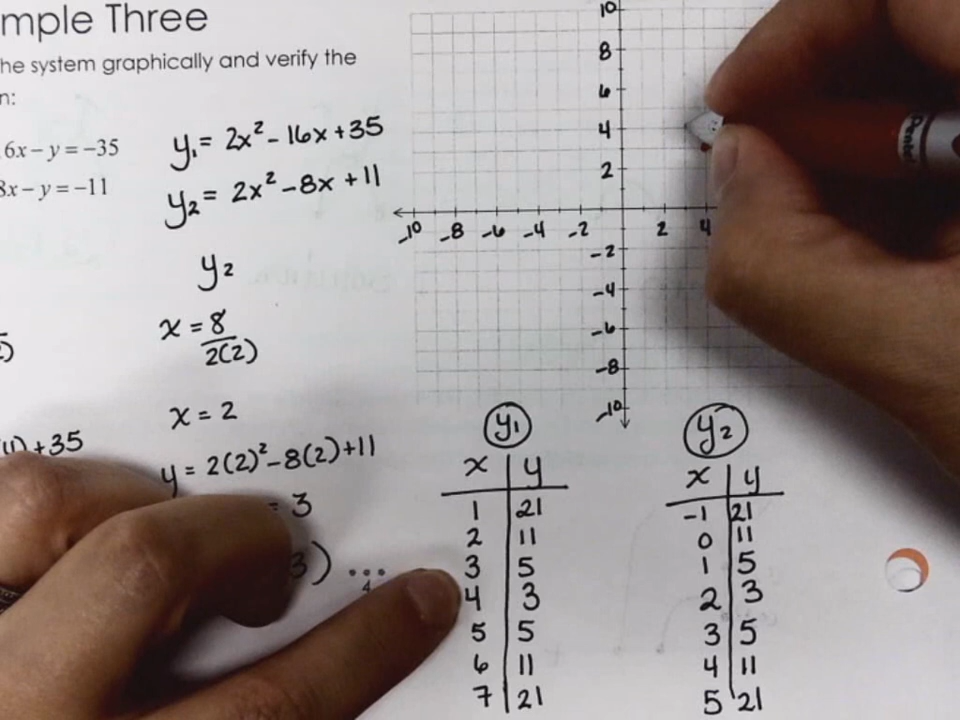 mple Three
he system graphically and verify the
n:
6x – y = –35
8x – y = –11
y₁ = 2x² – 16x + 35
y₂ = 2x² – 8x + 11
y₂
x = 8
2(2)
x = 2
+35
y = 2(2)² – 8(2) + 11
= 3
3) ...
10
8
6
4
2
-10 -8 -6 -4 -2 2 4
-2
-4
-6
-8
-10
Pentel
y₁
x y
1 21
2 11
3 5
4 3
5 5
6 11
7 21
y₂
x y
-1 21
0 11
1 5
2 3
3 5
4 11
5 21